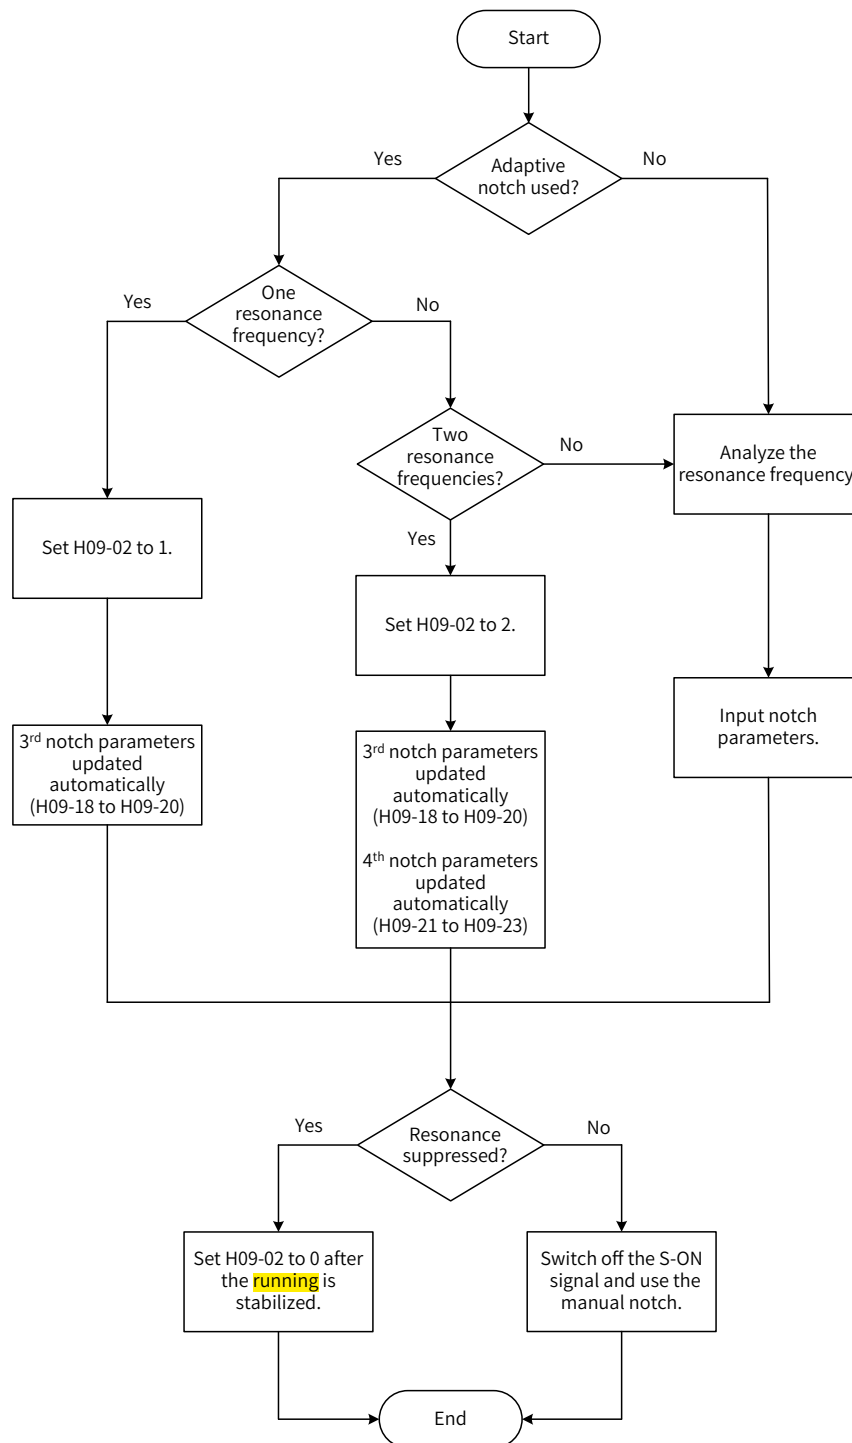 Start
Adaptive
notch used?
Yes
No
One
resonance
frequency?
Yes
No
Two
resonance
frequencies?
No
Yes
Analyze the
resonance frequency
Set H09-02 to 1.
Set H09-02 to 2.
Input notch
parameters.
3rd notch parameters
updated
automatically
(H09-18 to H09-20)
3rd notch parameters
updated
automatically
(H09-18 to H09-20)
4th notch parameters
updated
automatically
(H09-21 to H09-23)
Resonance
suppressed?
Yes
No
Set H09-02 to 0 after
the running is
stabilized.
Switch off the S-ON
signal and use the
manual notch.
End